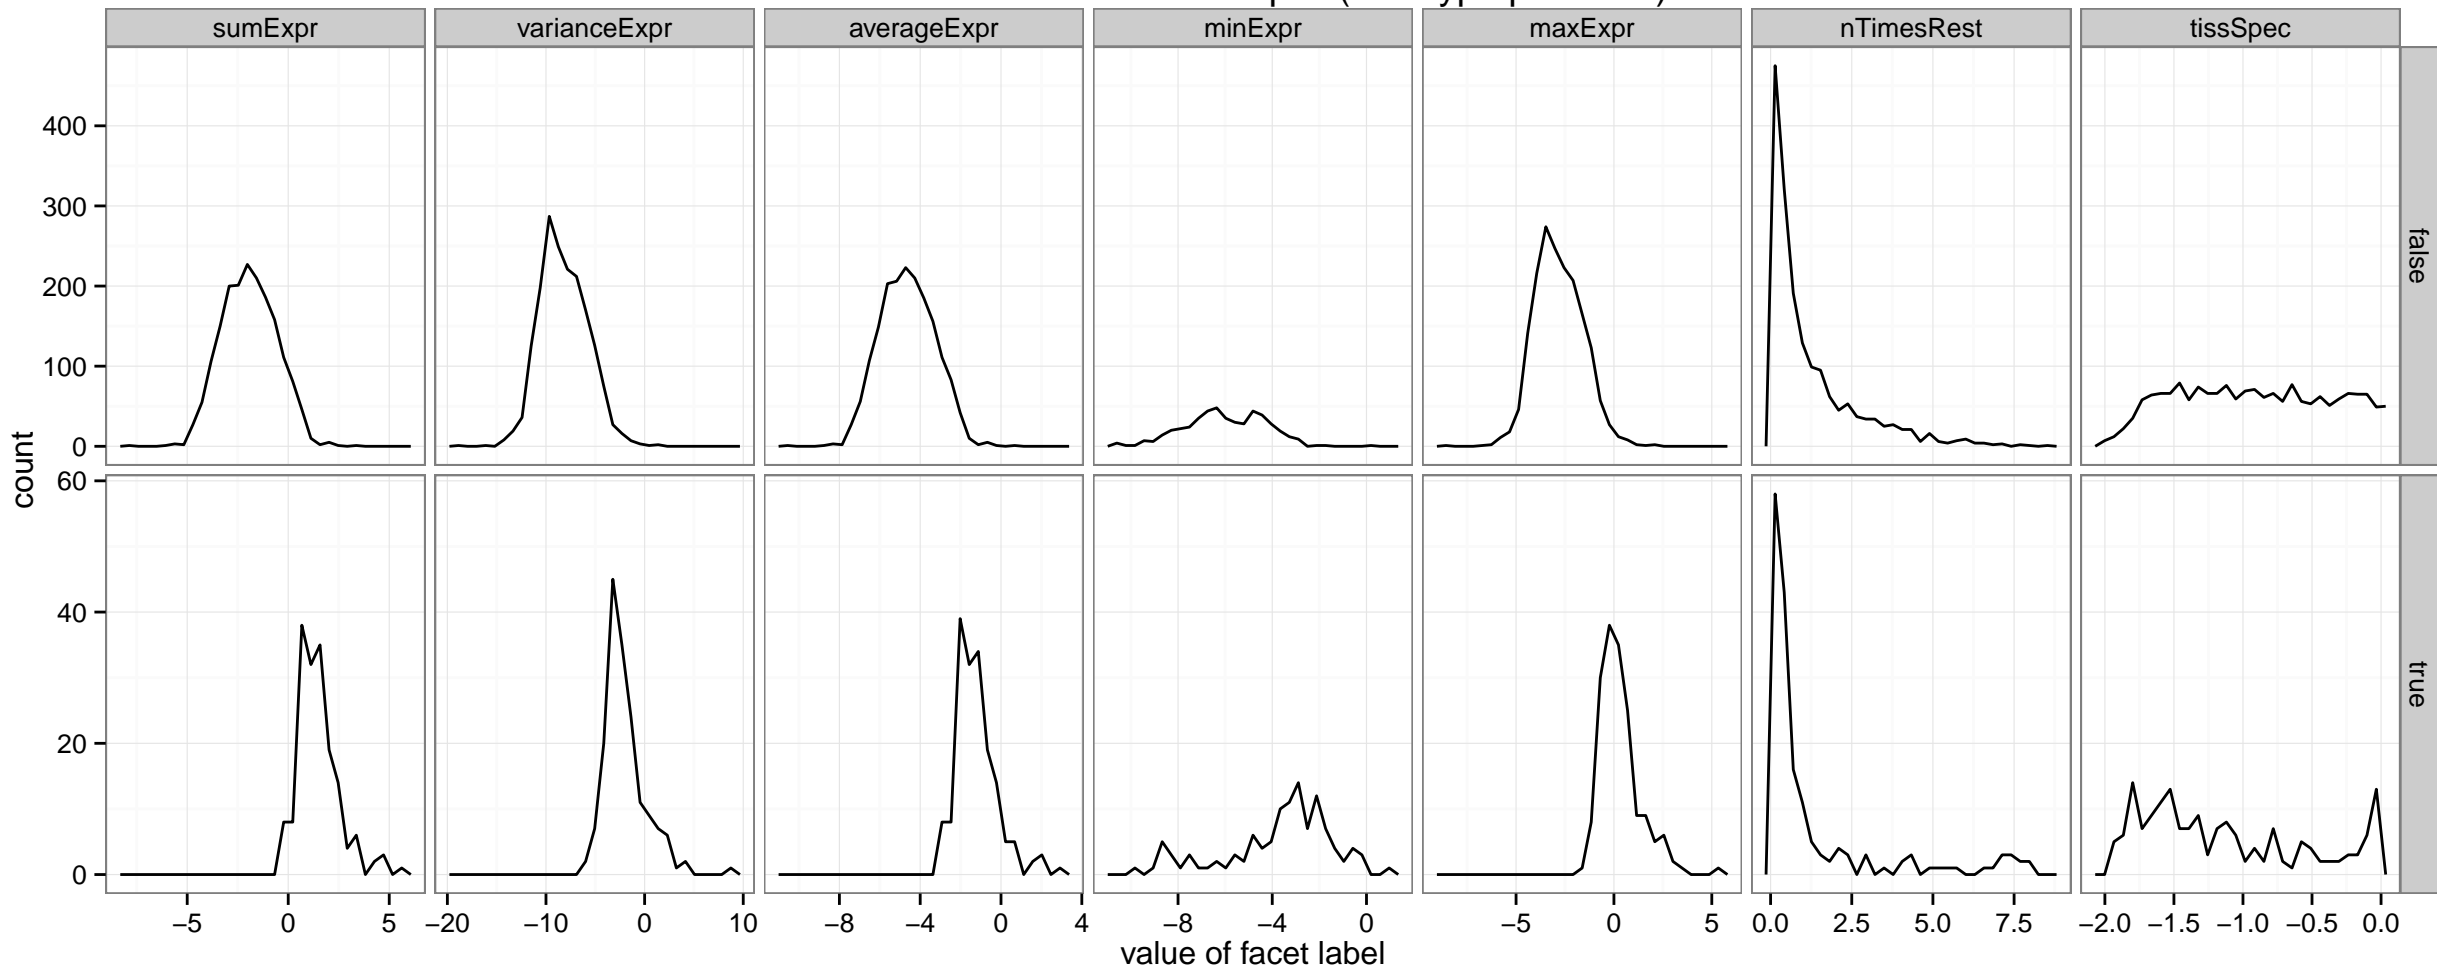 sumExpr varianceExpr averageExpr minExpr maxExpr nTimesRest tissSpec
400
300
200
100
0
false
count
60
40
20
0
true
−5 0 5 −20 −10 0 10 −8 −4 0 4 −8 −4 0 −5 0 5 0.0 2.5 5.0 7.5 −2.0 −1.5 −1.0 −0.5 0.0
value of facet label